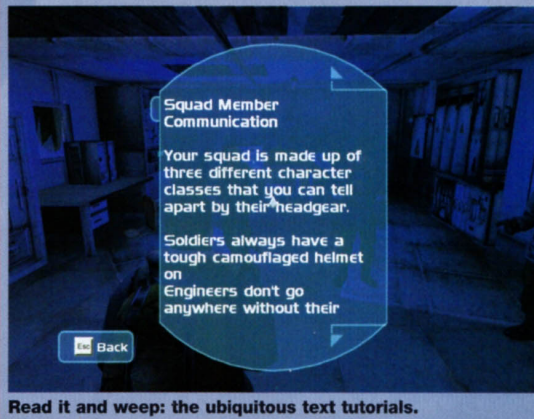 Squad Member
Communication
Your squad is made up of
three different character
classes that you can tell
apart by their headgear.
Soldiers always have a
tough camouflaged helmet
on
Engineers don't go
anywhere without their
Esc Back
Read it and weep: the ubiquitous text tutorials.